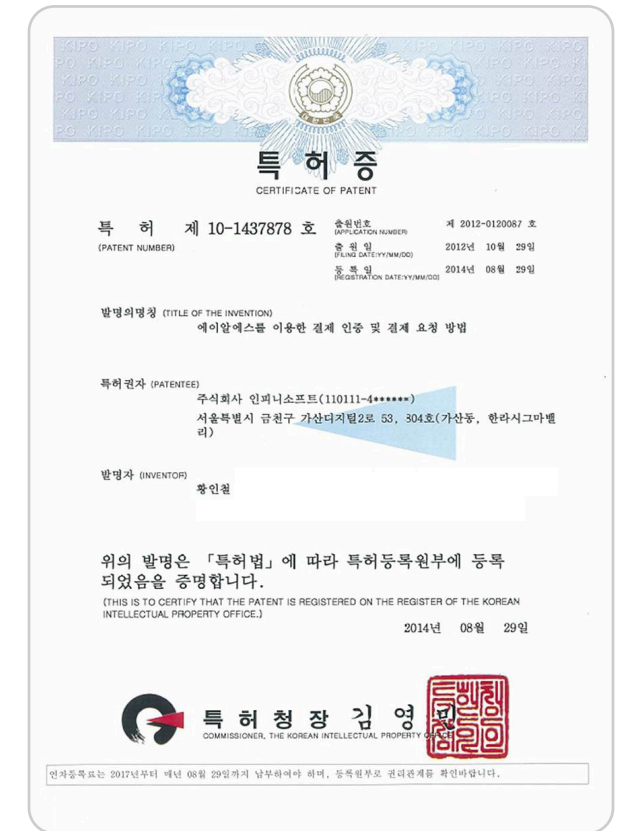 특 허 증
CERTIFICATE OF PATENT
특 허 제 10-1437878 호
(PATENT NUMBER)
출원번호 제 2012-0120087 호
(APPLICATION NUMBER)
출 원 일 2012년 10월 29일
(FILING DATE:YY/MM/DD)
등 록 일 2014년 08월 29일
(REGISTRATION DATE:YY/MM/DD)
발명의명칭 (TITLE OF THE INVENTION)
에이알에스를 이용한 결제 인증 및 결제 요청 방법
특허권자 (PATENTEE)
주식회사 인피니소프트(110111-4******)
서울특별시 금천구 가산디지털2로 53, 804호(가산동, 한라시그마밸
리)
발명자 (INVENTOR)
황인철
위의 발명은 「특허법」에 따라 특허등록원부에 등록
되었음을 증명합니다.
(THIS IS TO CERTIFY THAT THE PATENT IS REGISTERED ON THE REGISTER OF THE KOREAN
INTELLECTUAL PROPERTY OFFICE.)
2014년 08월 29일
특 허 청 장 김 영 민
COMMISSIONER, THE KOREAN INTELLECTUAL PROPERTY OFFICE
연차등록료는 2017년부터 매년 08월 29일까지 납부하여야 하며, 등록원부로 권리관계를 확인바랍니다.